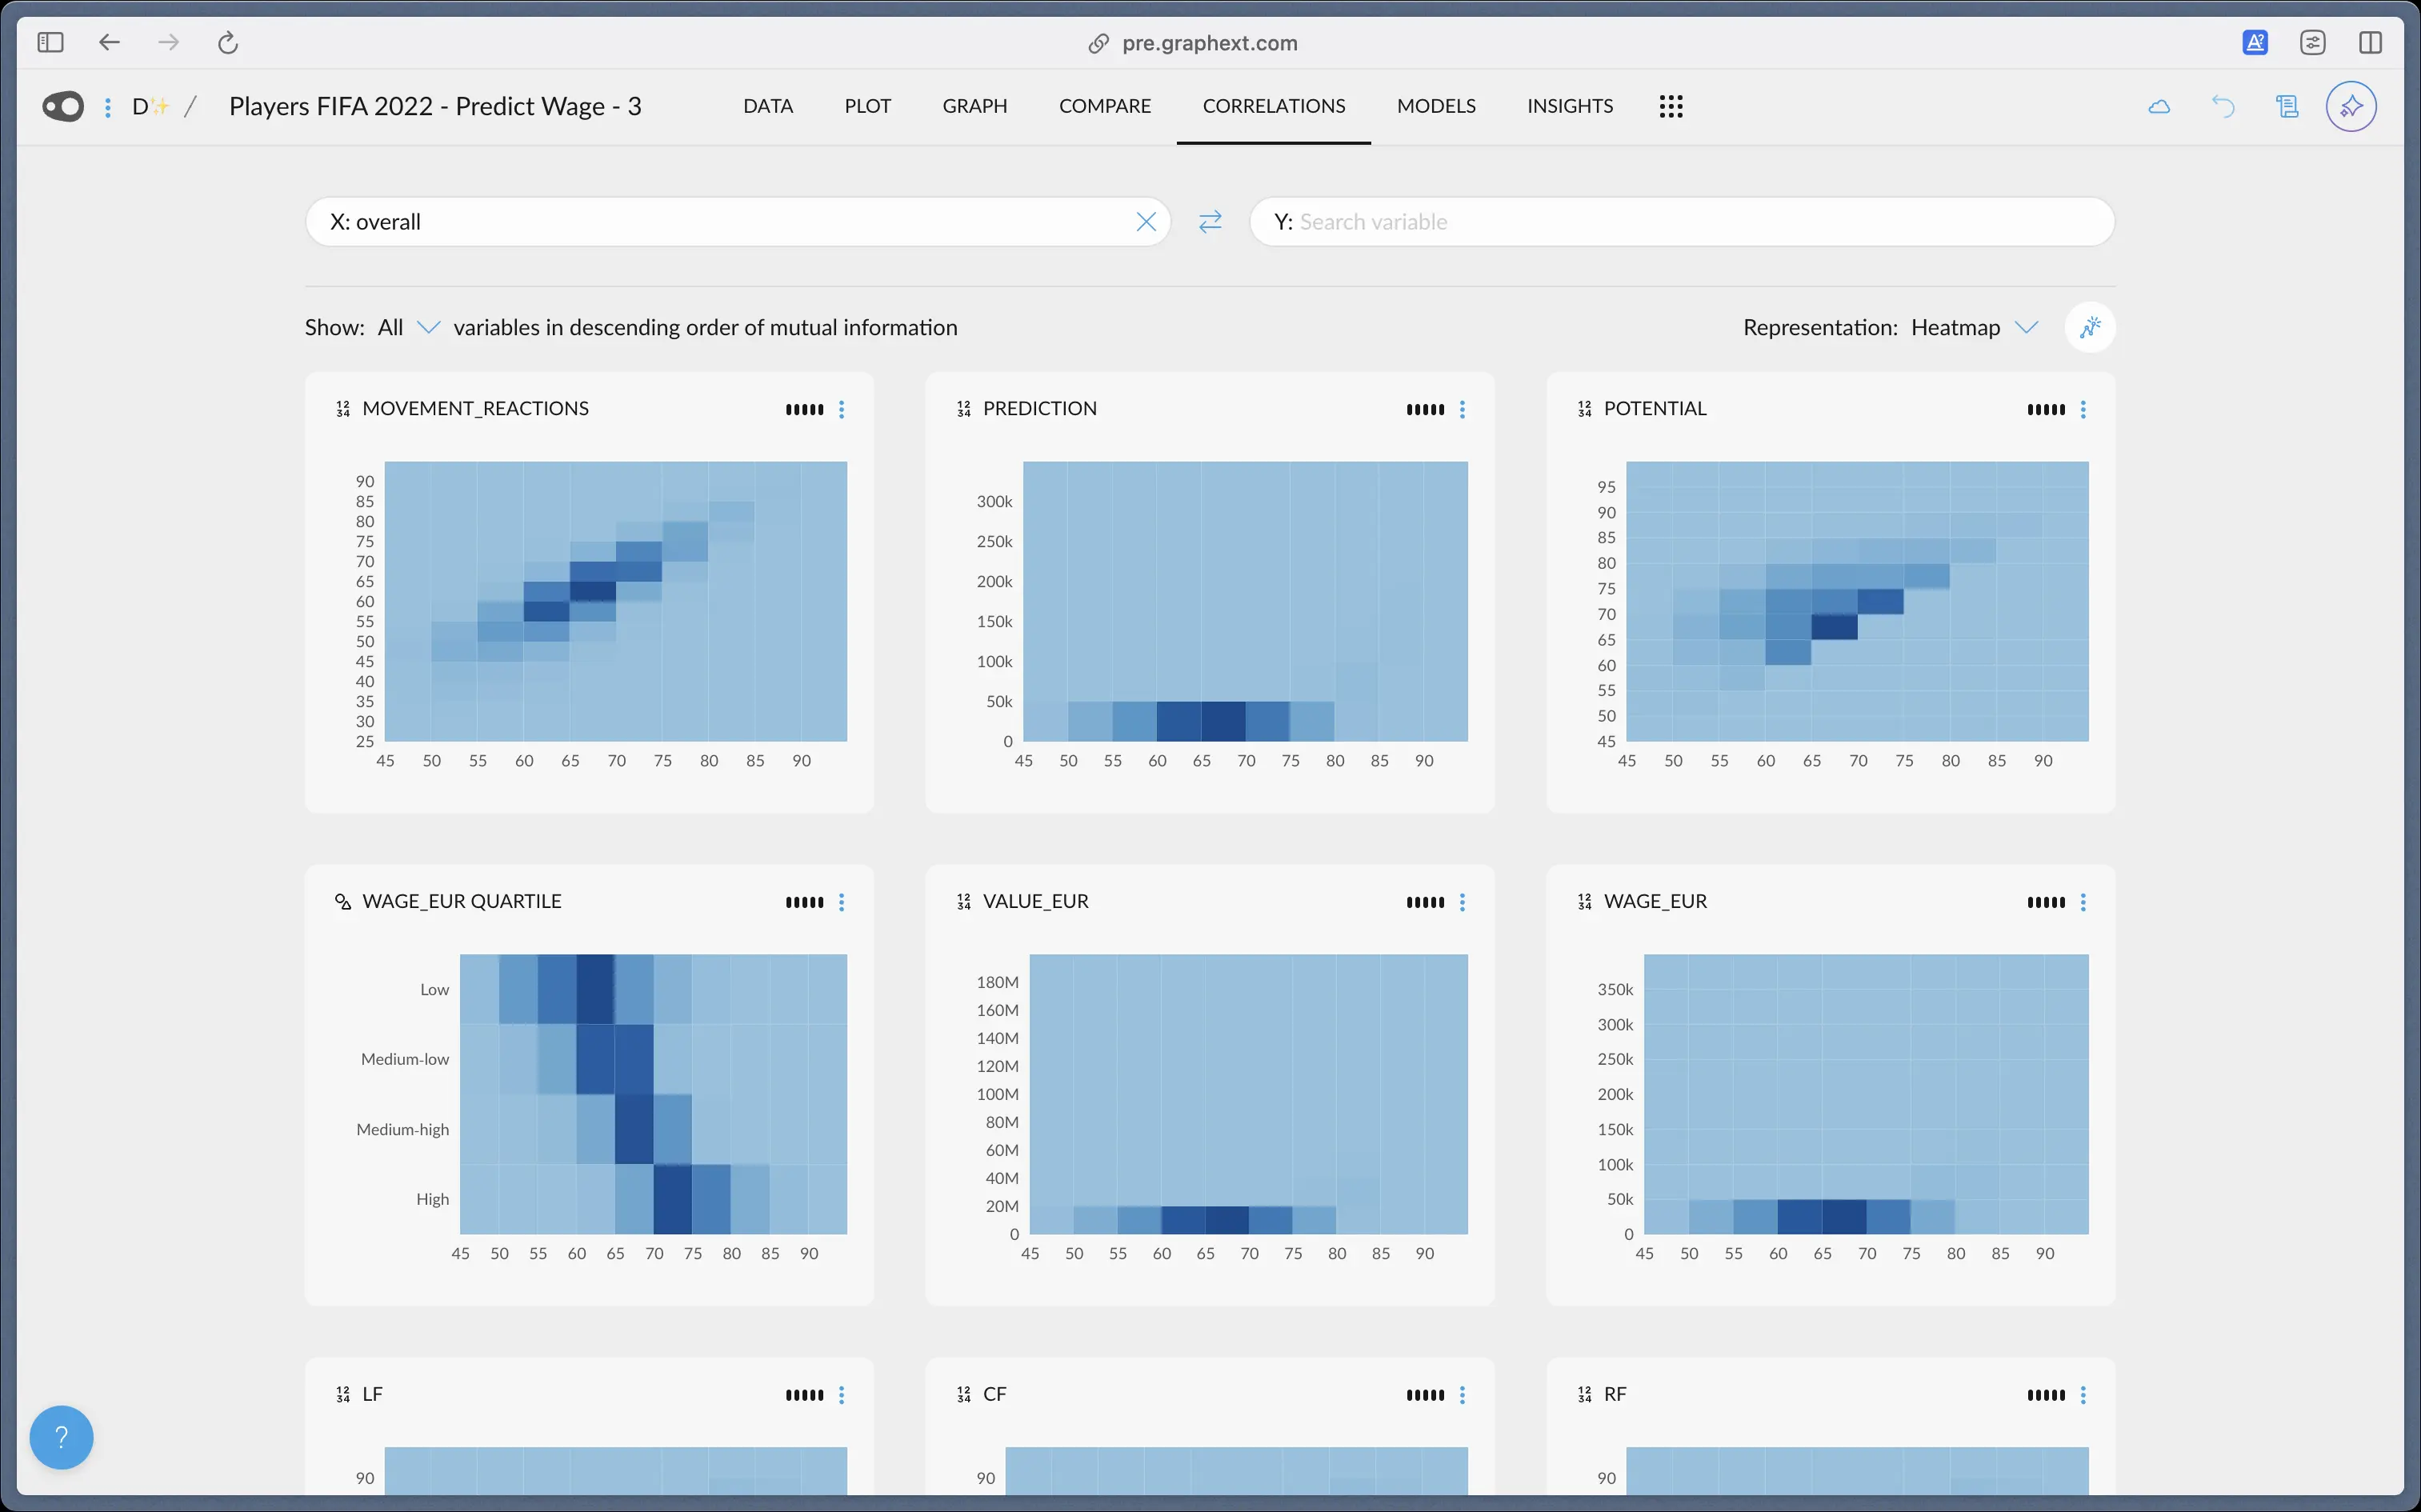 pre.graphext.com
D✨ / Players FIFA 2022 - Predict Wage - 3 DATA PLOT GRAPH COMPARE CORRELATIONS MODELS INSIGHTS
X: overall Y: Search variable
Show: All variables in descending order of mutual information Representation: Heatmap
MOVEMENT_REACTIONS
90
85
80
75
70
65
60
55
50
45
40
35
30
25
45 50 55 60 65 70 75 80 85 90
PREDICTION
300k
250k
200k
150k
100k
50k
0
45 50 55 60 65 70 75 80 85 90
POTENTIAL
95
90
85
80
75
70
65
60
55
50
45
45 50 55 60 65 70 75 80 85 90
WAGE_EUR QUARTILE
Low
Medium-low
Medium-high
High
45 50 55 60 65 70 75 80 85 90
VALUE_EUR
180M
160M
140M
120M
100M
80M
60M
40M
20M
0
45 50 55 60 65 70 75 80 85 90
WAGE_EUR
350k
300k
250k
200k
150k
100k
50k
0
45 50 55 60 65 70 75 80 85 90
LF
90
CF
90
RF
90
?